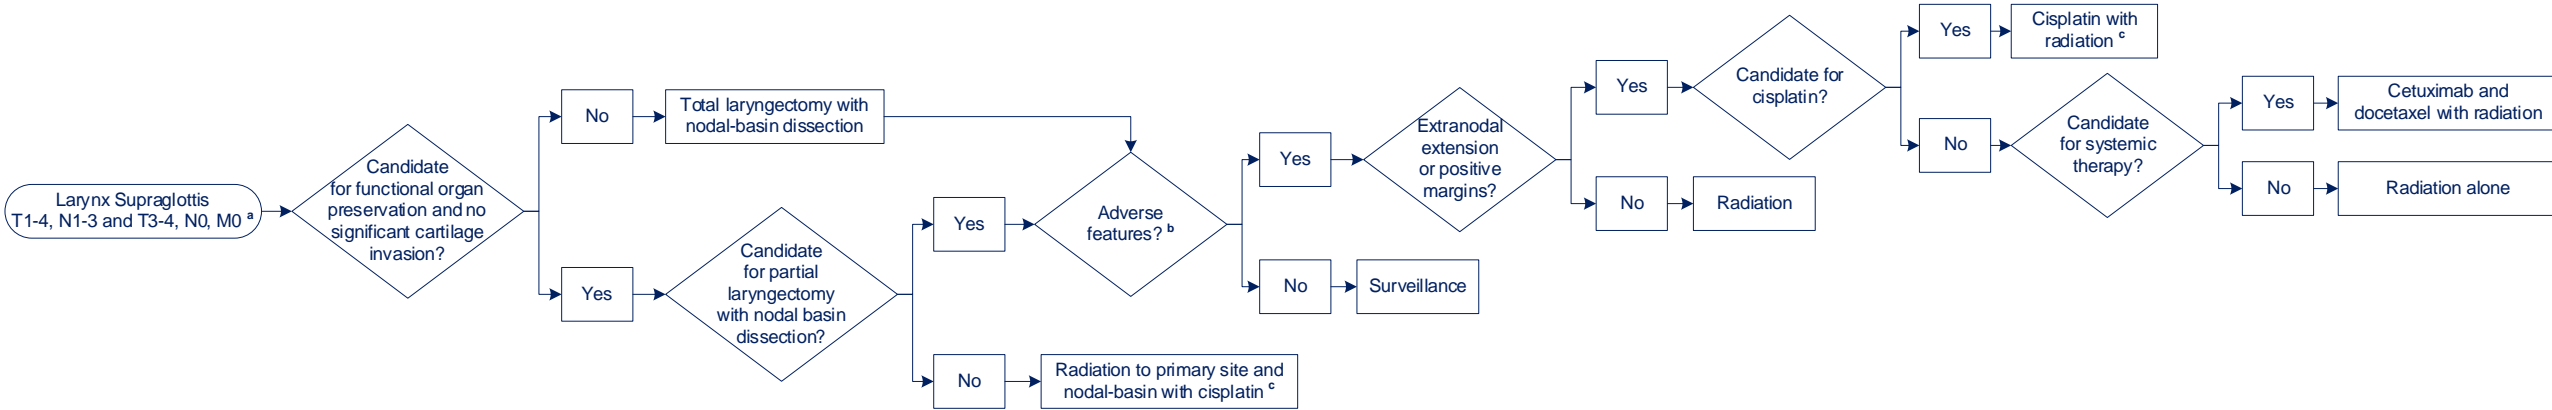 Larynx Supraglottis
T1-4, N1-3 and T3-4, N0, M0 a
Candidate
for functional organ
preservation and no
significant cartilage
invasion?
No
Total laryngectomy with
nodal-basin dissection
Yes
Candidate
for partial
laryngectomy
with nodal basin
dissection?
Yes
No
Radiation to primary site and
nodal-basin with cisplatin c
Adverse
features? b
Yes
No
Surveillance
Extranodal
extension
or positive
margins?
Yes
No
Radiation
Candidate for
cisplatin?
Yes
Cisplatin with
radiation c
No
Candidate
for systemic
therapy?
Yes
Cetuximab and
docetaxel with radiation
No
Radiation alone